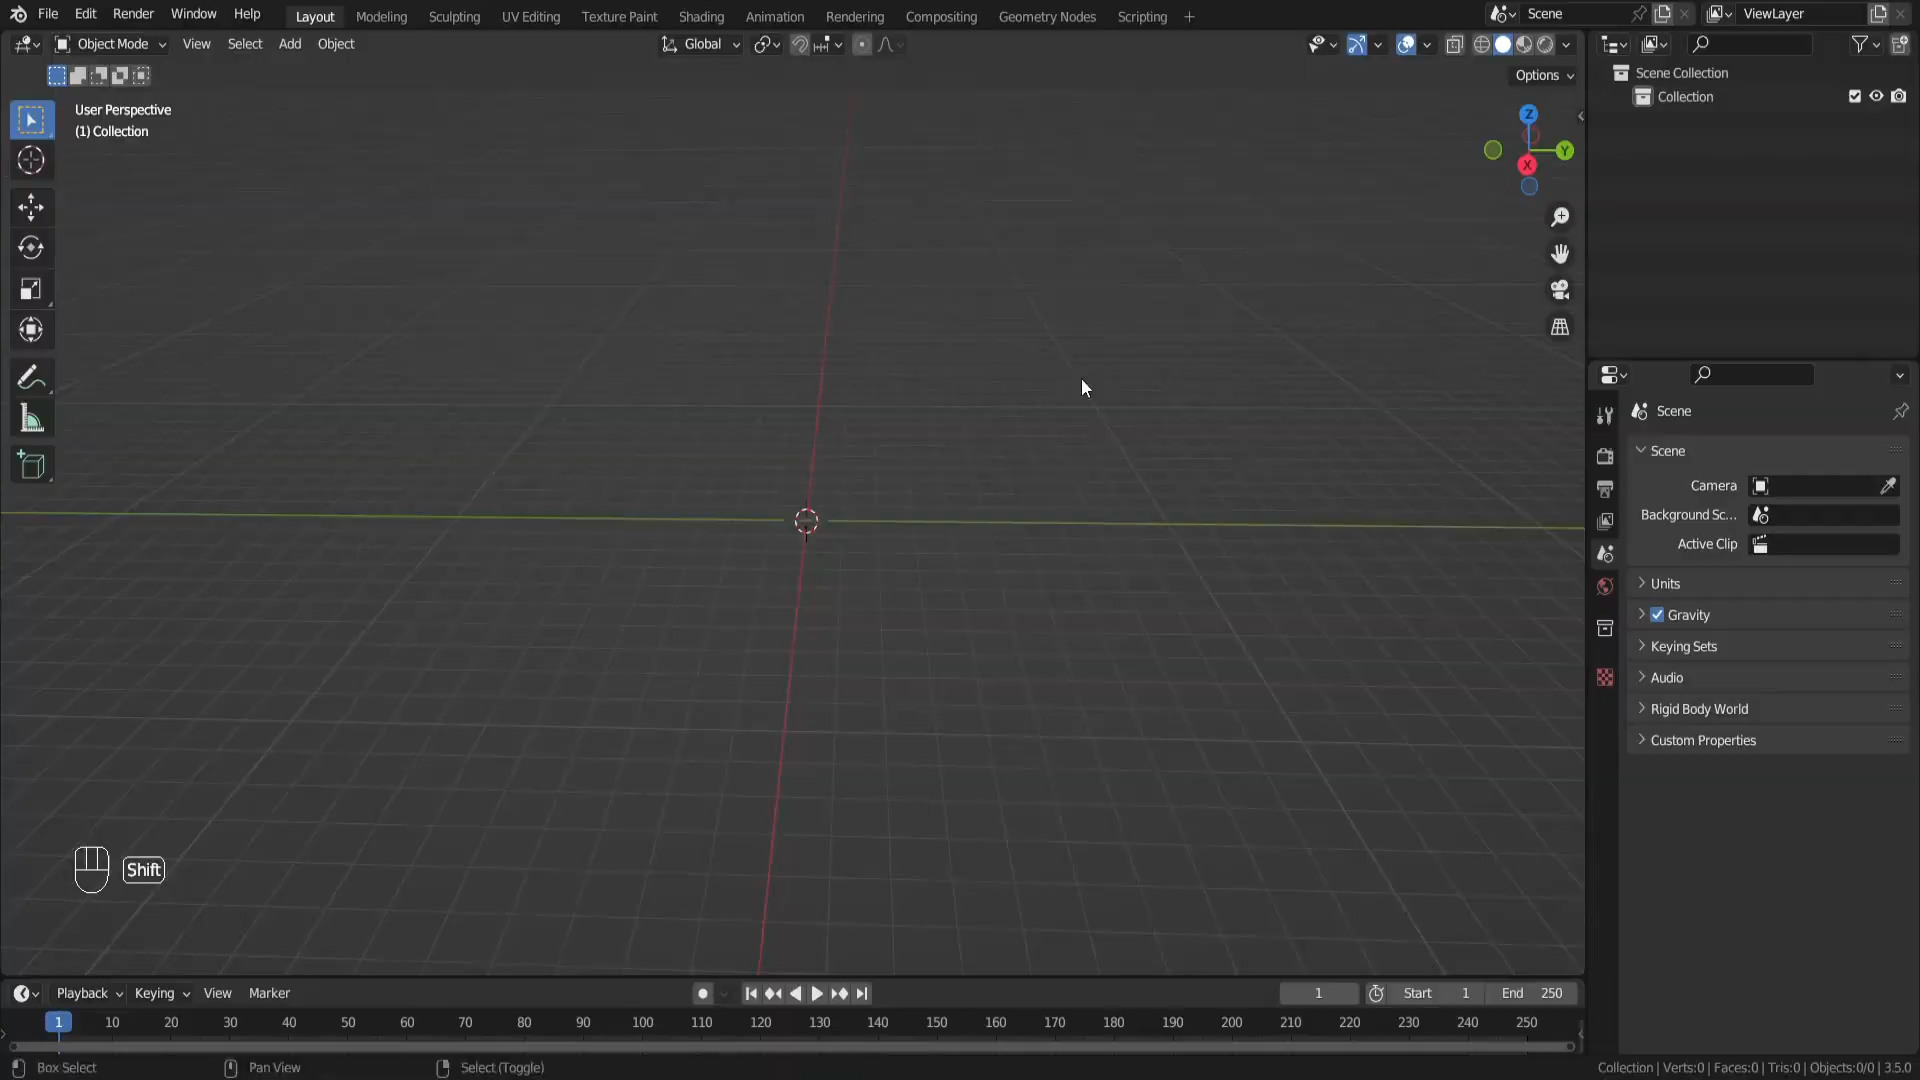 File Edit Render Window Help Layout Modeling Sculpting UV Editing Texture Paint Shading Animation Rendering Compositing Geometry Nodes Scripting + Scene ViewLayer
Object Mode View Select Add Object Global
Options
Scene Collection
Collection
User Perspective
(1) Collection
Z
Y
X
Scene
Scene
Camera
Background Sc...
Active Clip
Units
Gravity
Keying Sets
Audio
Rigid Body World
Custom Properties
Shift
Playback Keying View Marker 1 Start 1 End 250
1 10 20 30 40 50 60 70 80 90 100 110 120 130 140 150 160 170 180 190 200 210 220 230 240 250
Box Select Pan View Select (Toggle) Collection | Verts:0 | Faces:0 | Tris:0 | Objects:0/0 | 3.5.0